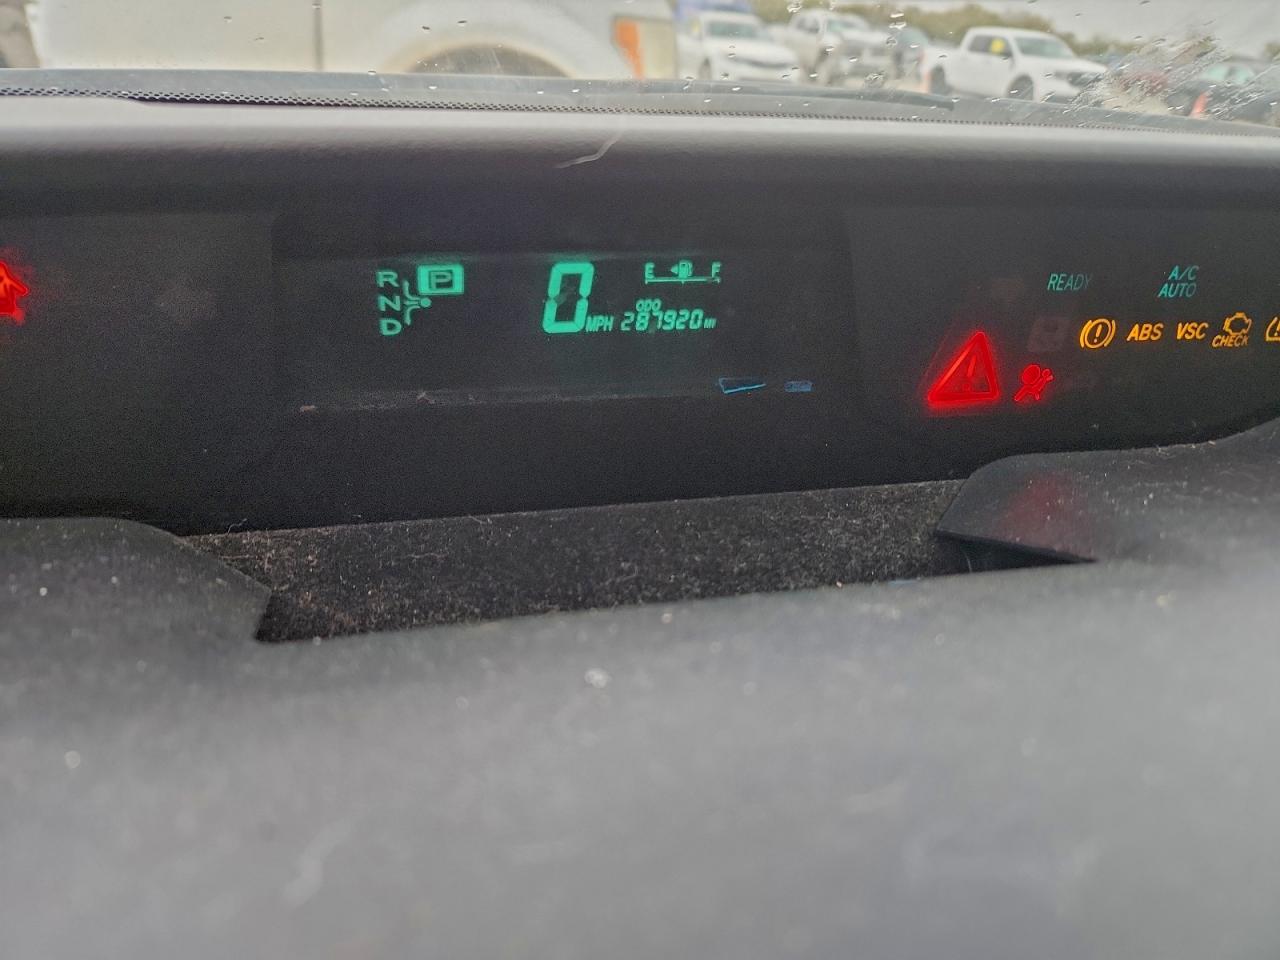 R P
N
D
0 MPH
E F
ODO
287920 MI
READY
A/C
AUTO
ABS VSC CHECK